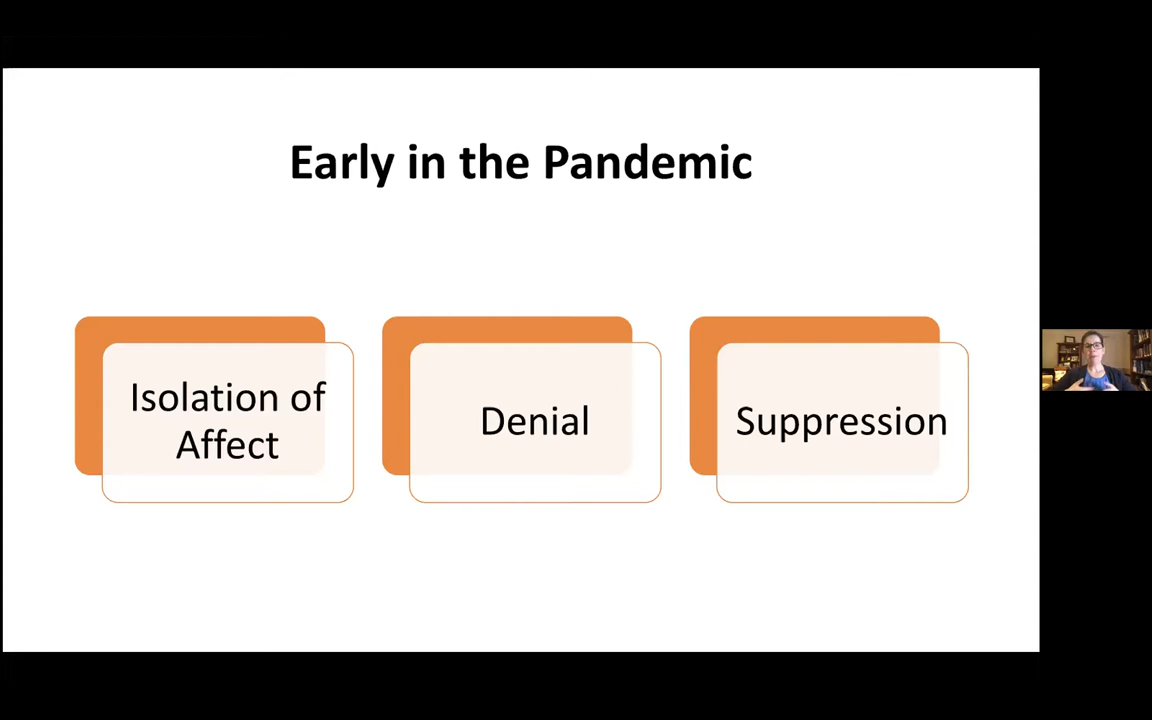 Early in the Pandemic
Isolation of
Affect
Denial
Suppression